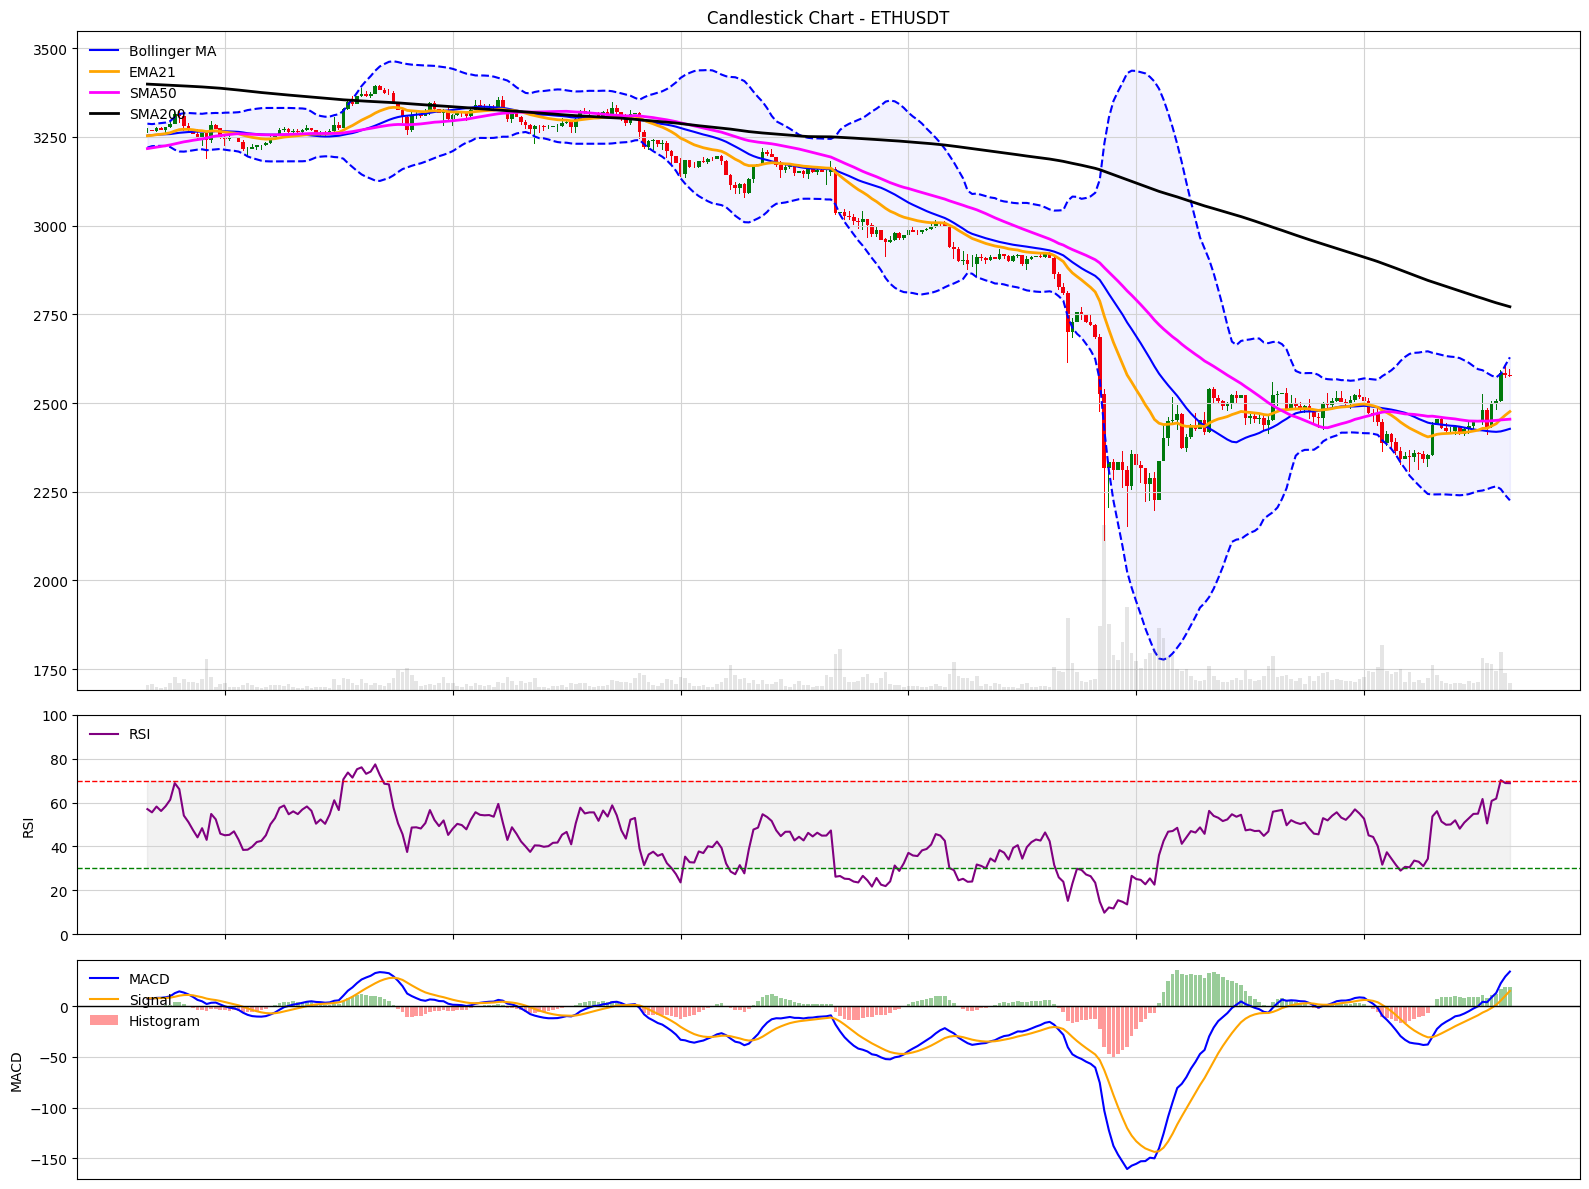 Candlestick Chart - ETHUSDT
3500
3250
3000
2750
2500
2250
2000
1750
Bollinger MA
EMA21
SMA50
SMA200
100
80
60
40
20
0
RSI
RSI
0
−50
−100
−150
MACD
MACD
Signal
Histogram